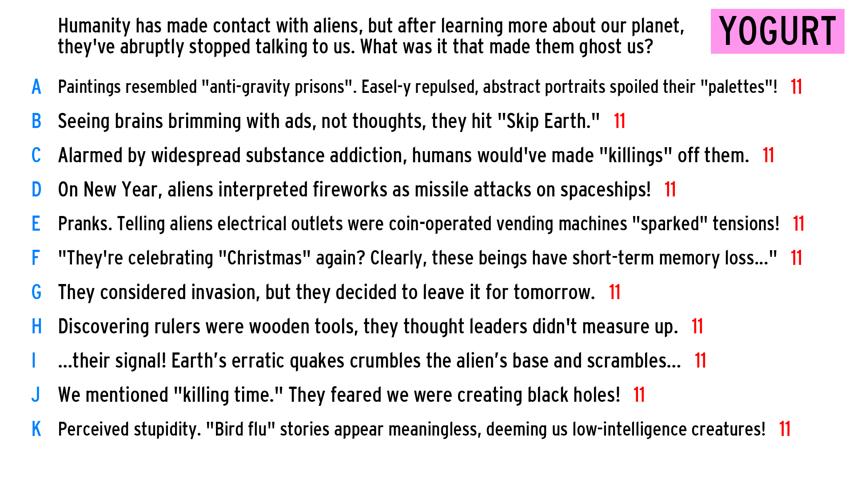 Humanity has made contact with aliens, but after learning more about our planet,
they've abruptly stopped talking to us. What was it that made them ghost us?
YOGURT
A Paintings resembled "anti-gravity prisons". Easel-y repulsed, abstract portraits spoiled their "palettes"! 11
B Seeing brains brimming with ads, not thoughts, they hit "Skip Earth." 11
C Alarmed by widespread substance addiction, humans would've made "killings" off them. 11
D On New Year, aliens interpreted fireworks as missile attacks on spaceships! 11
E Pranks. Telling aliens electrical outlets were coin-operated vending machines "sparked" tensions! 11
F "They're celebrating "Christmas" again? Clearly, these beings have short-term memory loss..." 11
G They considered invasion, but they decided to leave it for tomorrow. 11
H Discovering rulers were wooden tools, they thought leaders didn't measure up. 11
I ...their signal! Earth’s erratic quakes crumbles the alien’s base and scrambles... 11
J We mentioned "killing time." They feared we were creating black holes! 11
K Perceived stupidity. "Bird flu" stories appear meaningless, deeming us low-intelligence creatures! 11